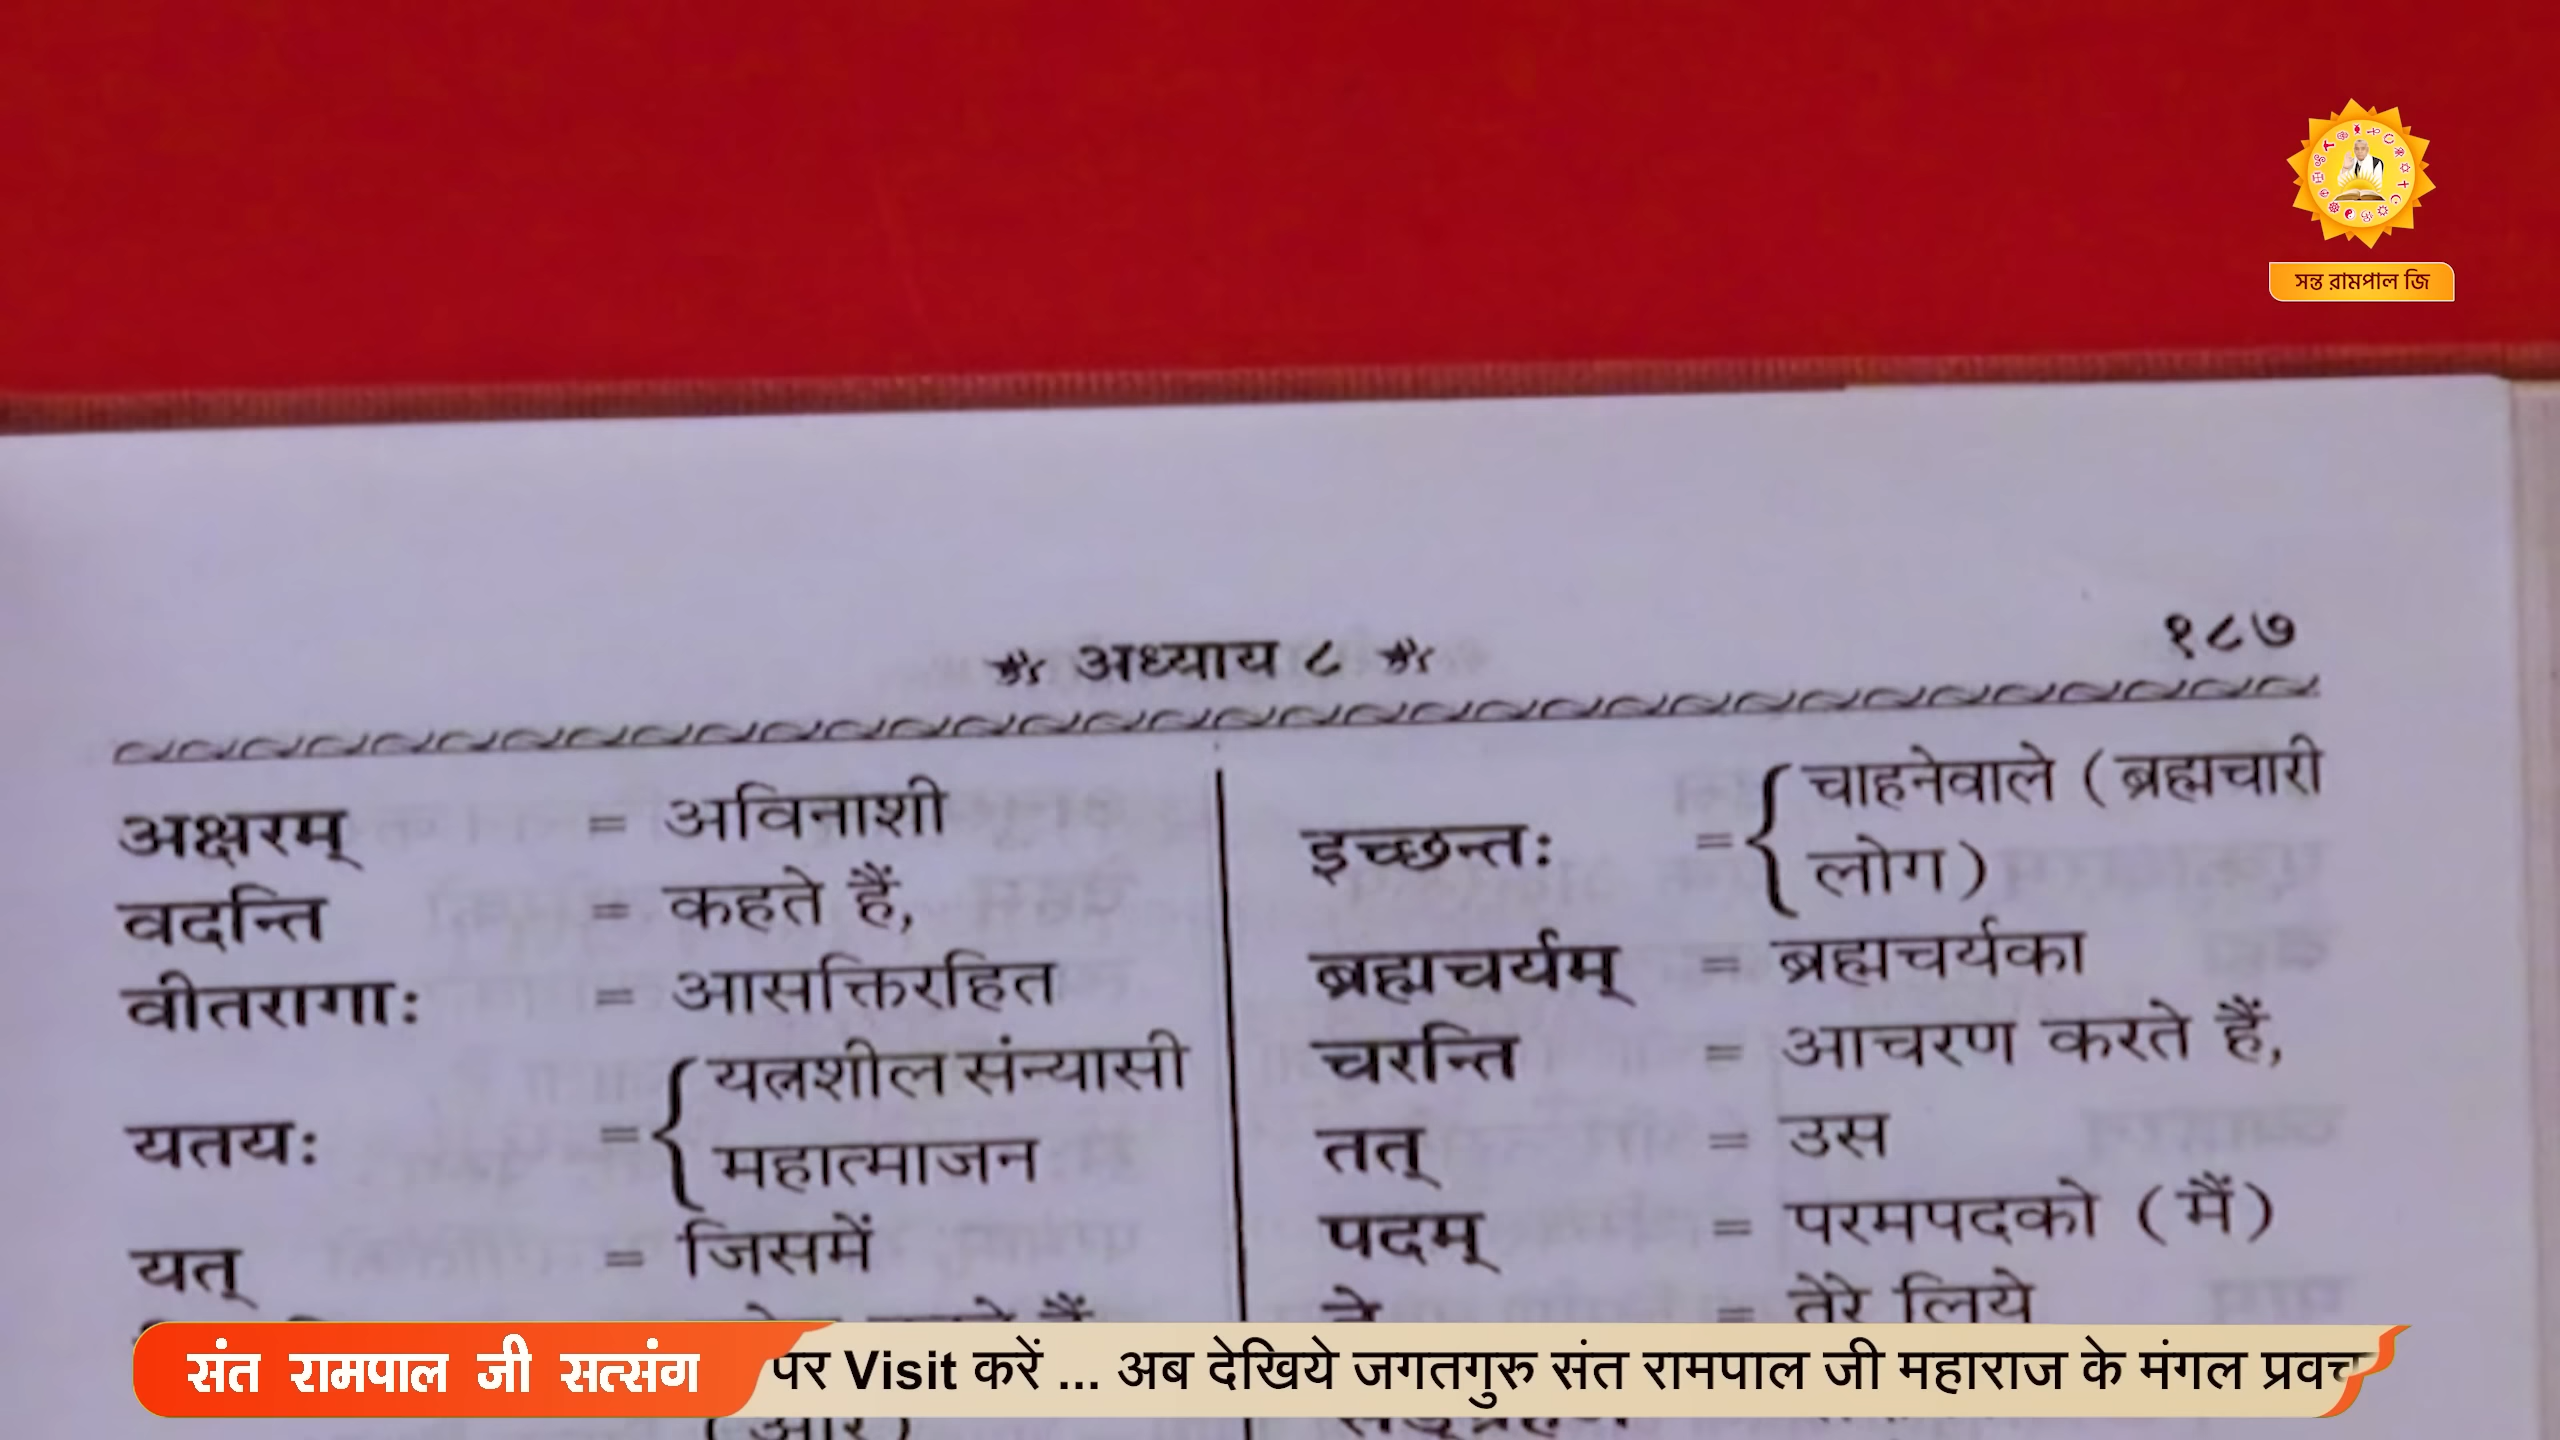 সন্ত রামপাল জি
१८७
अध्याय ८
अक्षरम् = अविनाशी
वदन्ति = कहते हैं,
वीतरागाः = आसक्तिरहित
यतयः = यत्नशील संन्यासी
महात्माजन
यत् = जिसमें
इच्छन्तः = चाहनेवाले (ब्रह्मचारी
लोग)
ब्रह्मचर्यम् = ब्रह्मचर्यका
चरन्ति = आचरण करते हैं,
तत् = उस
पदम् = परमपदको (मैं)
ते = तेरे लिये
संत रामपाल जी सत्संग
पर Visit करें ... अब देखिये जगतगुरु संत रामपाल जी महाराज के मंगल